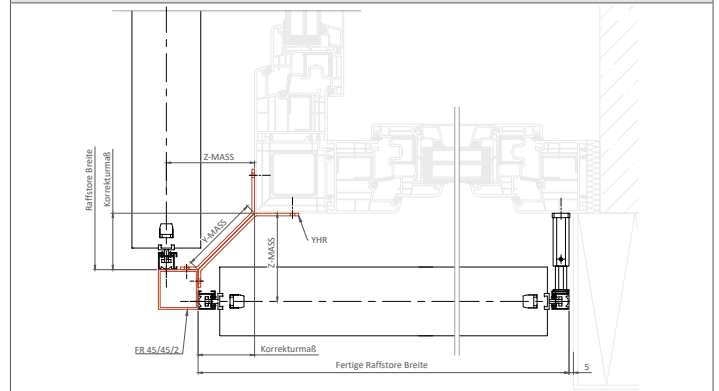 Z-MASS
Raffstore Breite
Korrekturmaß
Y-MASS
Z-MASS
YHR
FR 45/45/2
Korrekturmaß
Fertige Raffstore Breite
5